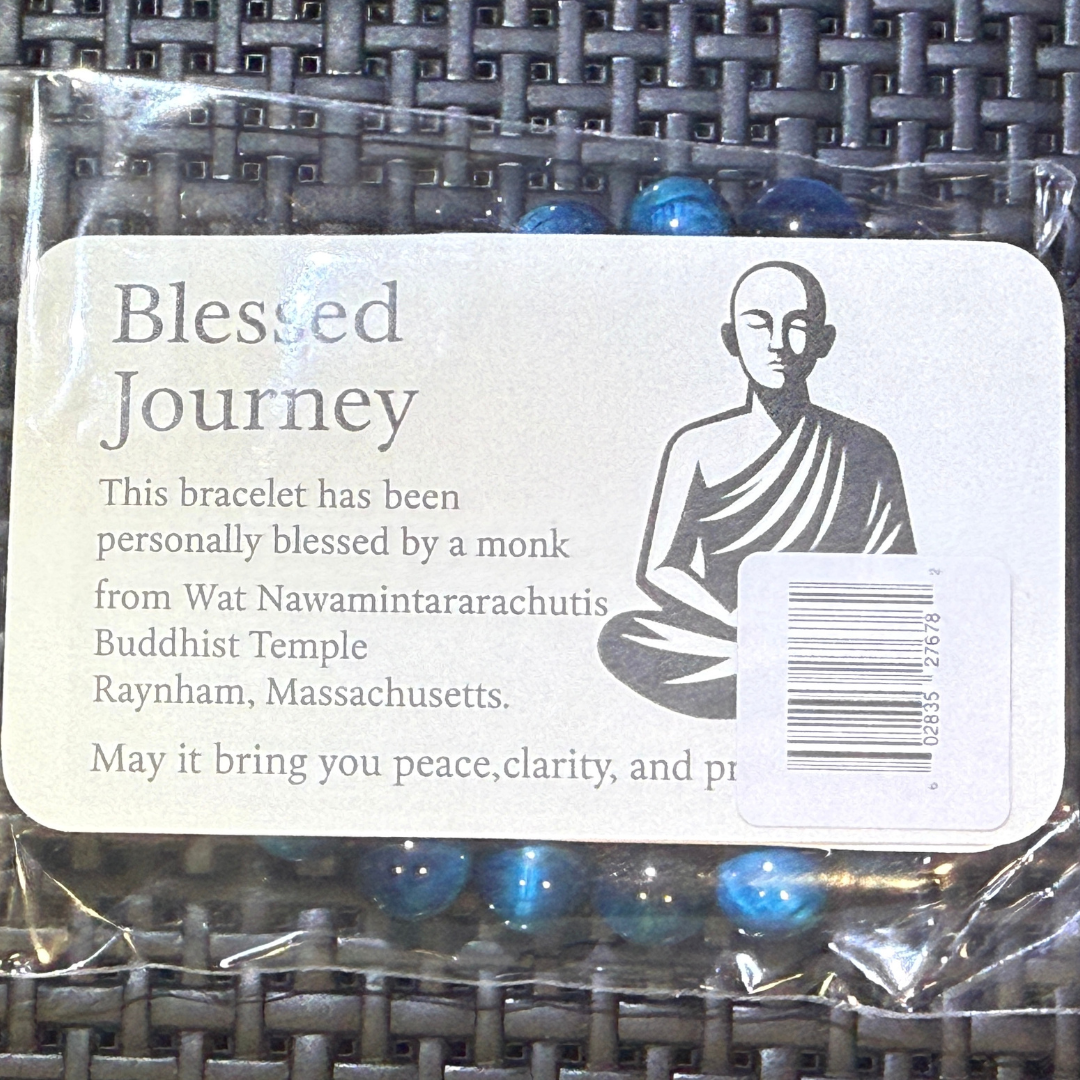 Blessed
Journey
This bracelet has been
personally blessed by a monk
from Wat Nawamintararachutis
Buddhist Temple
Raynham, Massachusetts.
May it bring you peace,clarity, and pr
6 02835 27678 2